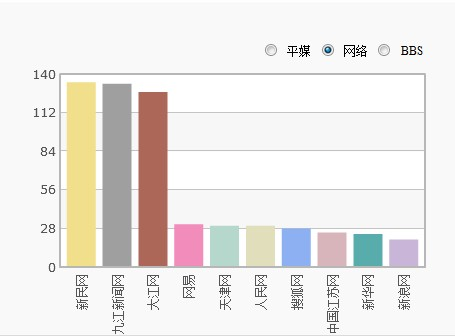 平媒 网络 BBS
140
112
84
56
28
0
新民网
九江新闻网
大江网
网易
天津网
人民网
搜狐网
中国江苏网
新华网
新浪网